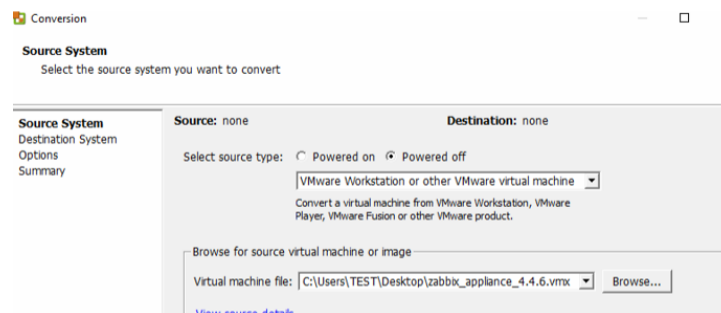 Conversion
Source System
Select the source system you want to convert
Source System
Destination System
Options
Summary
Source: none Destination: none
Select source type: Powered on Powered off
VMware Workstation or other VMware virtual machine
Convert a virtual machine from VMware Workstation, VMware
Player, VMware Fusion or other VMware product.
Browse for source virtual machine or image
Virtual machine file: C:\Users\TEST\Desktop\zabbix_appliance_4.4.6.vmx Browse...
View source details